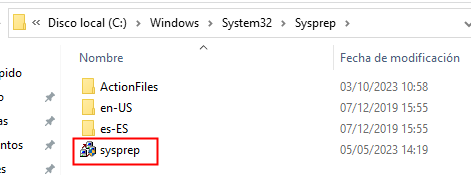 « Disco local (C:) > Windows > System32 > Sysprep >
Nombre Fecha de modificación
ActionFiles 03/10/2023 10:58
en-US 07/12/2019 15:55
es-ES 07/12/2019 15:55
sysprep 05/05/2023 14:19